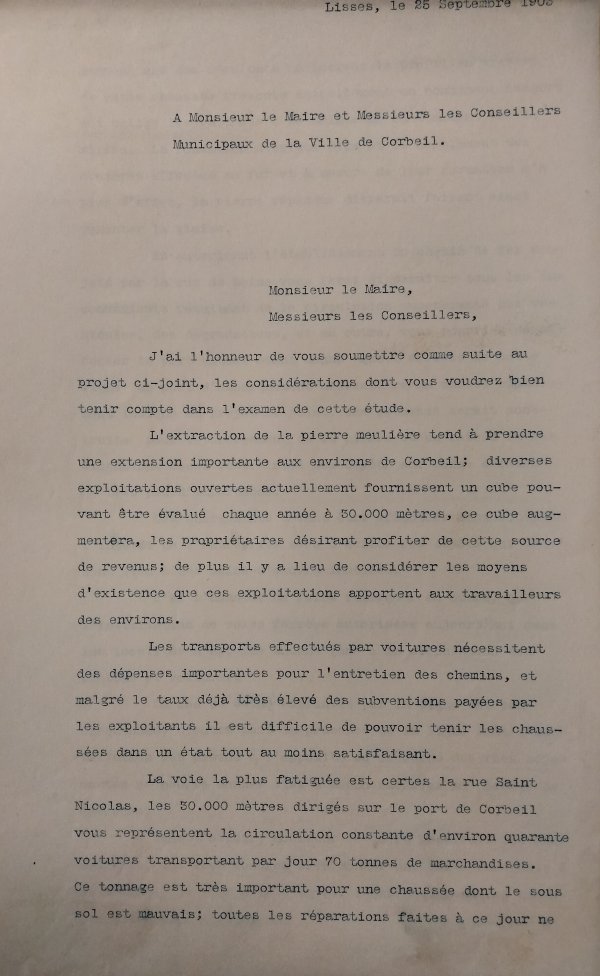 Lisses, le 25 Septembre
A Monsieur le Maire et Messieurs les Conseillers
Municipaux de la Ville de Corbeil.
Monsieur le Maire,
Messieurs les Conseillers,
J'ai l'honneur de vous soumettre comme suite au
projet ci-joint, les considérations dont vous voudrez bien
tenir compte dans l'examen de cette étude.
L'extraction de la pierre meulière tend à prendre
une extension importante aux environs de Corbeil; diverses
exploitations ouvertes actuellement fournissent un cube pou-
vant être évalué chaque année à 30.000 mètres, ce cube aug-
mentera, les propriétaires désirant profiter de cette source
de revenus; de plus il y a lieu de considérer les moyens
d'existence que ces exploitations apportent aux travailleurs
des environs.
Les transports effectués par voitures nécessitent
des dépenses importantes pour l'entretien des chemins, et
malgré le taux déjà très élevé des subventions payées par
les exploitants il est difficile de pouvoir tenir les chaus-
sées dans un état tout au moins satisfaisant.
La voie la plus fatiguée est certes la rue Saint
Nicolas, les 30.000 mètres dirigés sur le port de Corbeil
vous représentent la circulation constante d'environ quarante
voitures transportant par jour 70 tonnes de marchandises.
Ce tonnage est très important pour une chaussée dont le sous
sol est mauvais; toutes les réparations faites à ce jour ne